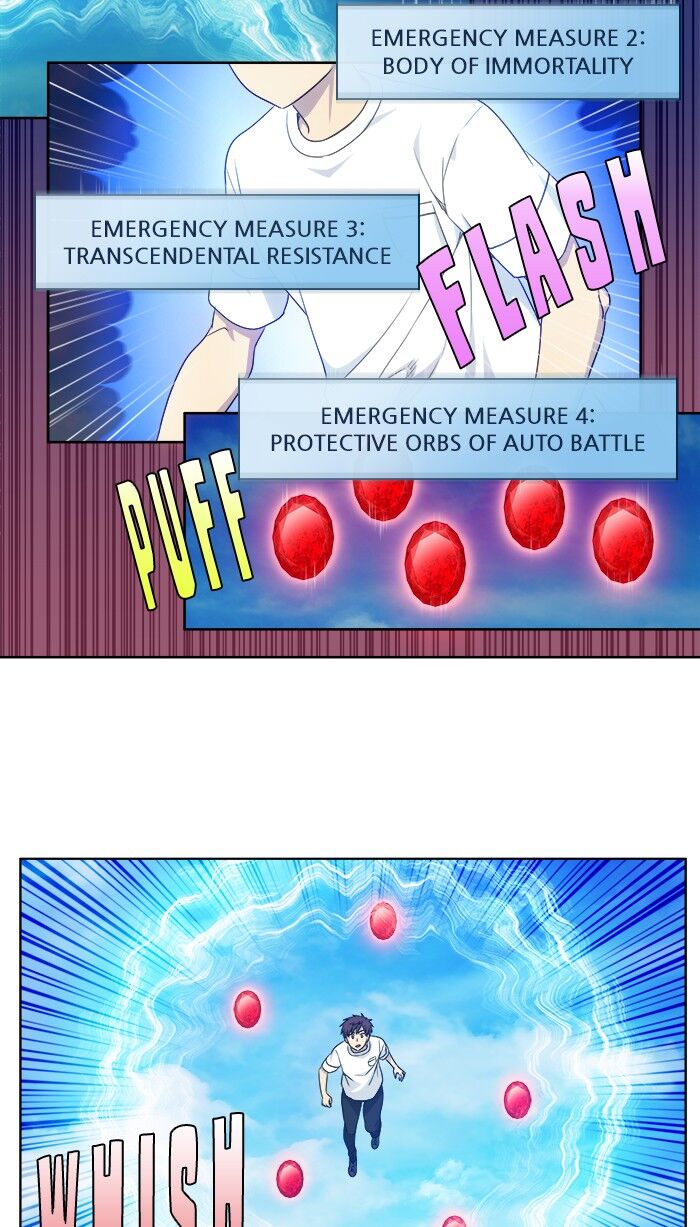 EMERGENCY MEASURE 2:
BODY OF IMMORTALITY
EMERGENCY MEASURE 3:
TRANSCENDENTAL RESISTANCE
FLASH
EMERGENCY MEASURE 4:
PROTECTIVE ORBS OF AUTO BATTLE
PUFF
WHISH